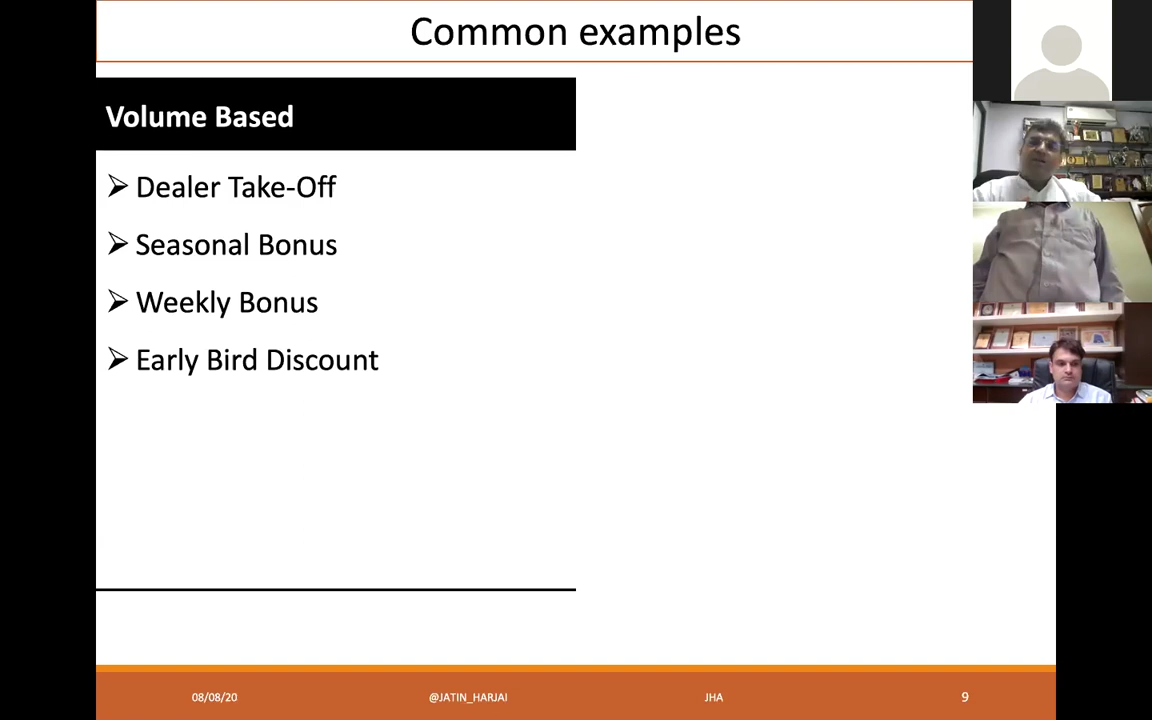 Common examples
Volume Based
➢ Dealer Take-Off
➢ Seasonal Bonus
➢ Weekly Bonus
➢ Early Bird Discount
08/08/20
@JATIN_HARJAI
JHA
9